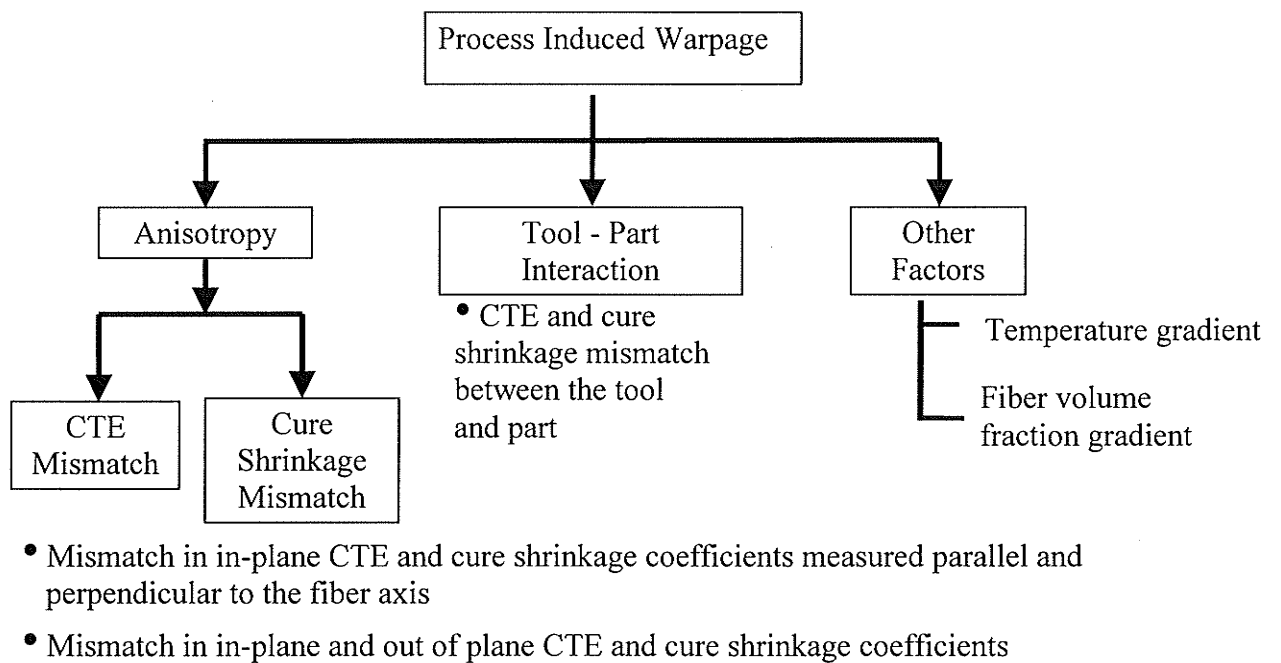 Process Induced Warpage
Anisotropy
Tool - Part
Interaction
Other
Factors
• CTE and cure
shrinkage mismatch
between the tool
and part
Temperature gradient
Fiber volume
fraction gradient
CTE
Mismatch
Cure
Shrinkage
Mismatch
• Mismatch in in-plane CTE and cure shrinkage coefficients measured parallel and
perpendicular to the fiber axis
• Mismatch in in-plane and out of plane CTE and cure shrinkage coefficients